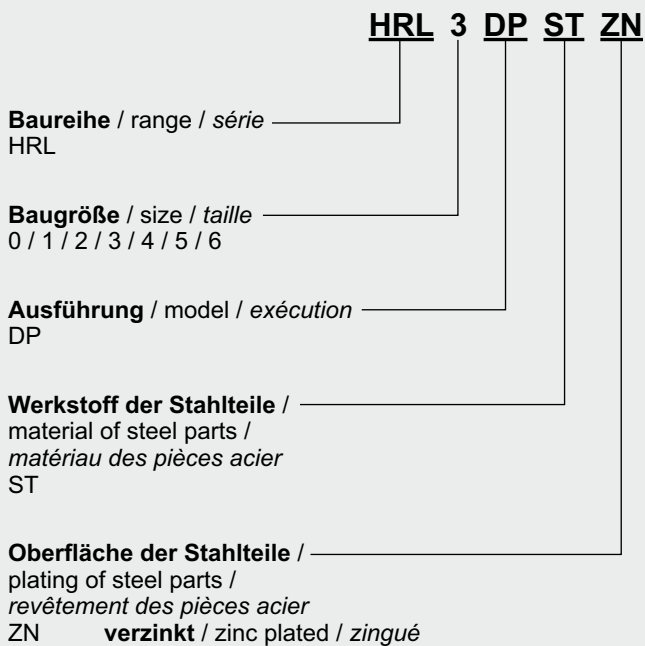 HRL 3 DP ST ZN
Baureihe / range / série
HRL
Baugröße / size / taille
0 / 1 / 2 / 3 / 4 / 5 / 6
Ausführung / model / exécution
DP
Werkstoff der Stahlteile /
material of steel parts /
matériau des pièces acier
ST
Oberfläche der Stahlteile /
plating of steel parts /
revêtement des pièces acier
ZN verzinkt / zinc plated / zingué